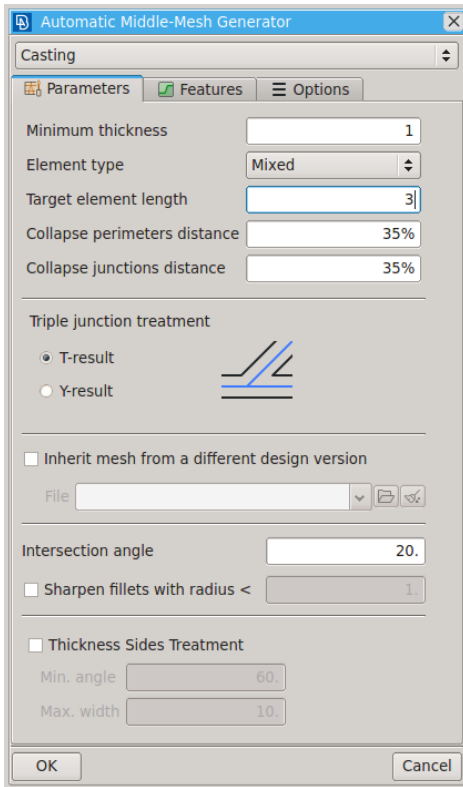 Automatic Middle-Mesh Generator
Casting
Parameters Features Options
Minimum thickness 1
Element type Mixed
Target element length 3
Collapse perimeters distance 35%
Collapse junctions distance 35%
Triple junction treatment
T-result
Y-result
Inherit mesh from a different design version
File
Intersection angle 20.
Sharpen fillets with radius < 1.
Thickness Sides Treatment
Min. angle 60.
Max. width 10.
OK Cancel